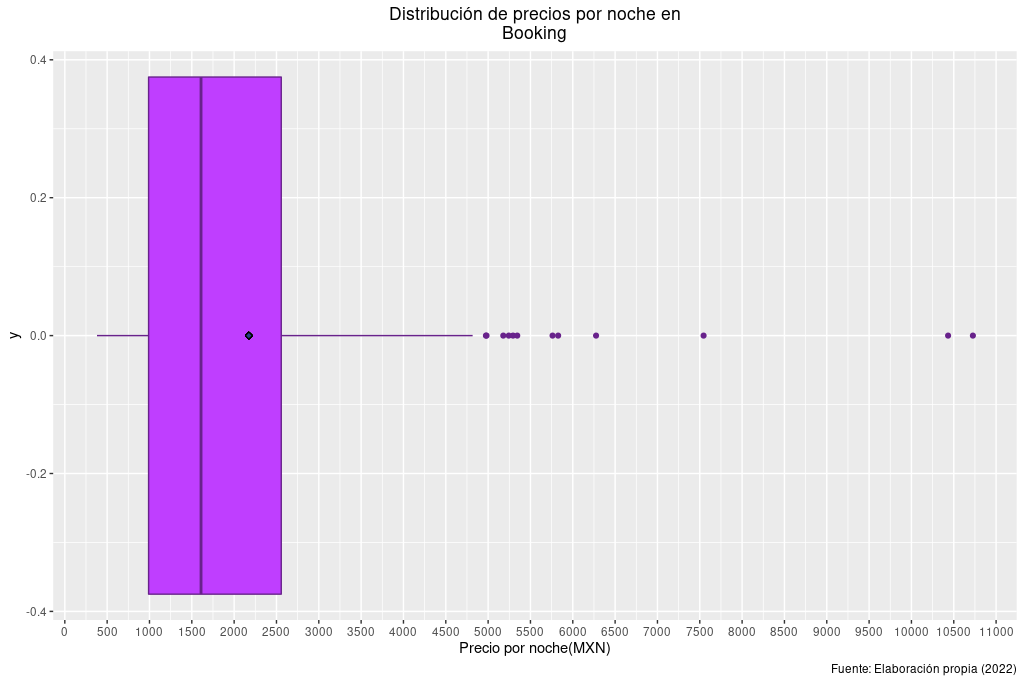 Distribución de precios por noche en
Booking
0.4
0.2
0.0
-0.2
-0.4
y
0 500 1000 1500 2000 2500 3000 3500 4000 4500 5000 5500 6000 6500 7000 7500 8000 8500 9000 9500 10000 10500 11000
Precio por noche(MXN)
Fuente: Elaboración propia (2022)